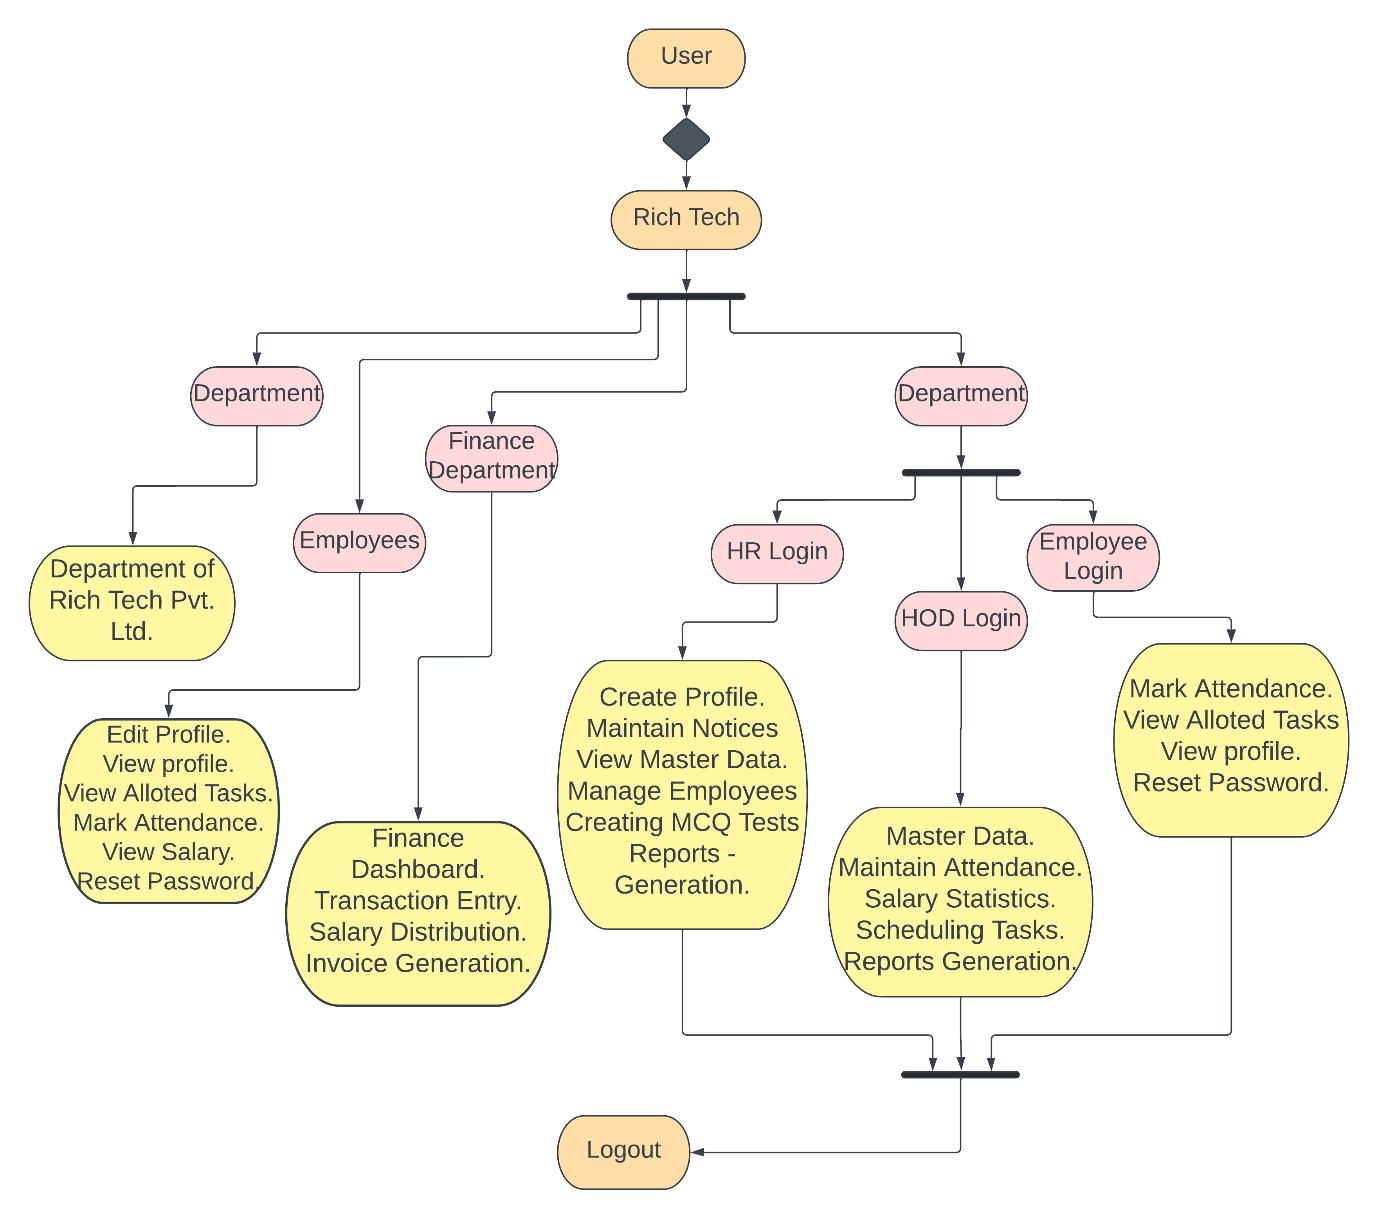 User
Rich Tech
Department
Department
Finance
Department
Employees
HR Login
Employee
Login
HOD Login
Department of
Rich Tech Pvt.
Ltd.
Edit Profile.
View profile.
View Alloted Tasks.
Mark Attendance.
View Salary.
Reset Password.
Finance
Dashboard.
Transaction Entry.
Salary Distribution.
Invoice Generation.
Create Profile.
Maintain Notices
View Master Data.
Manage Employees
Creating MCQ Tests
Reports -
Generation.
Master Data.
Maintain Attendance.
Salary Statistics.
Scheduling Tasks.
Reports Generation.
Mark Attendance.
View Alloted Tasks
View profile.
Reset Password.
Logout